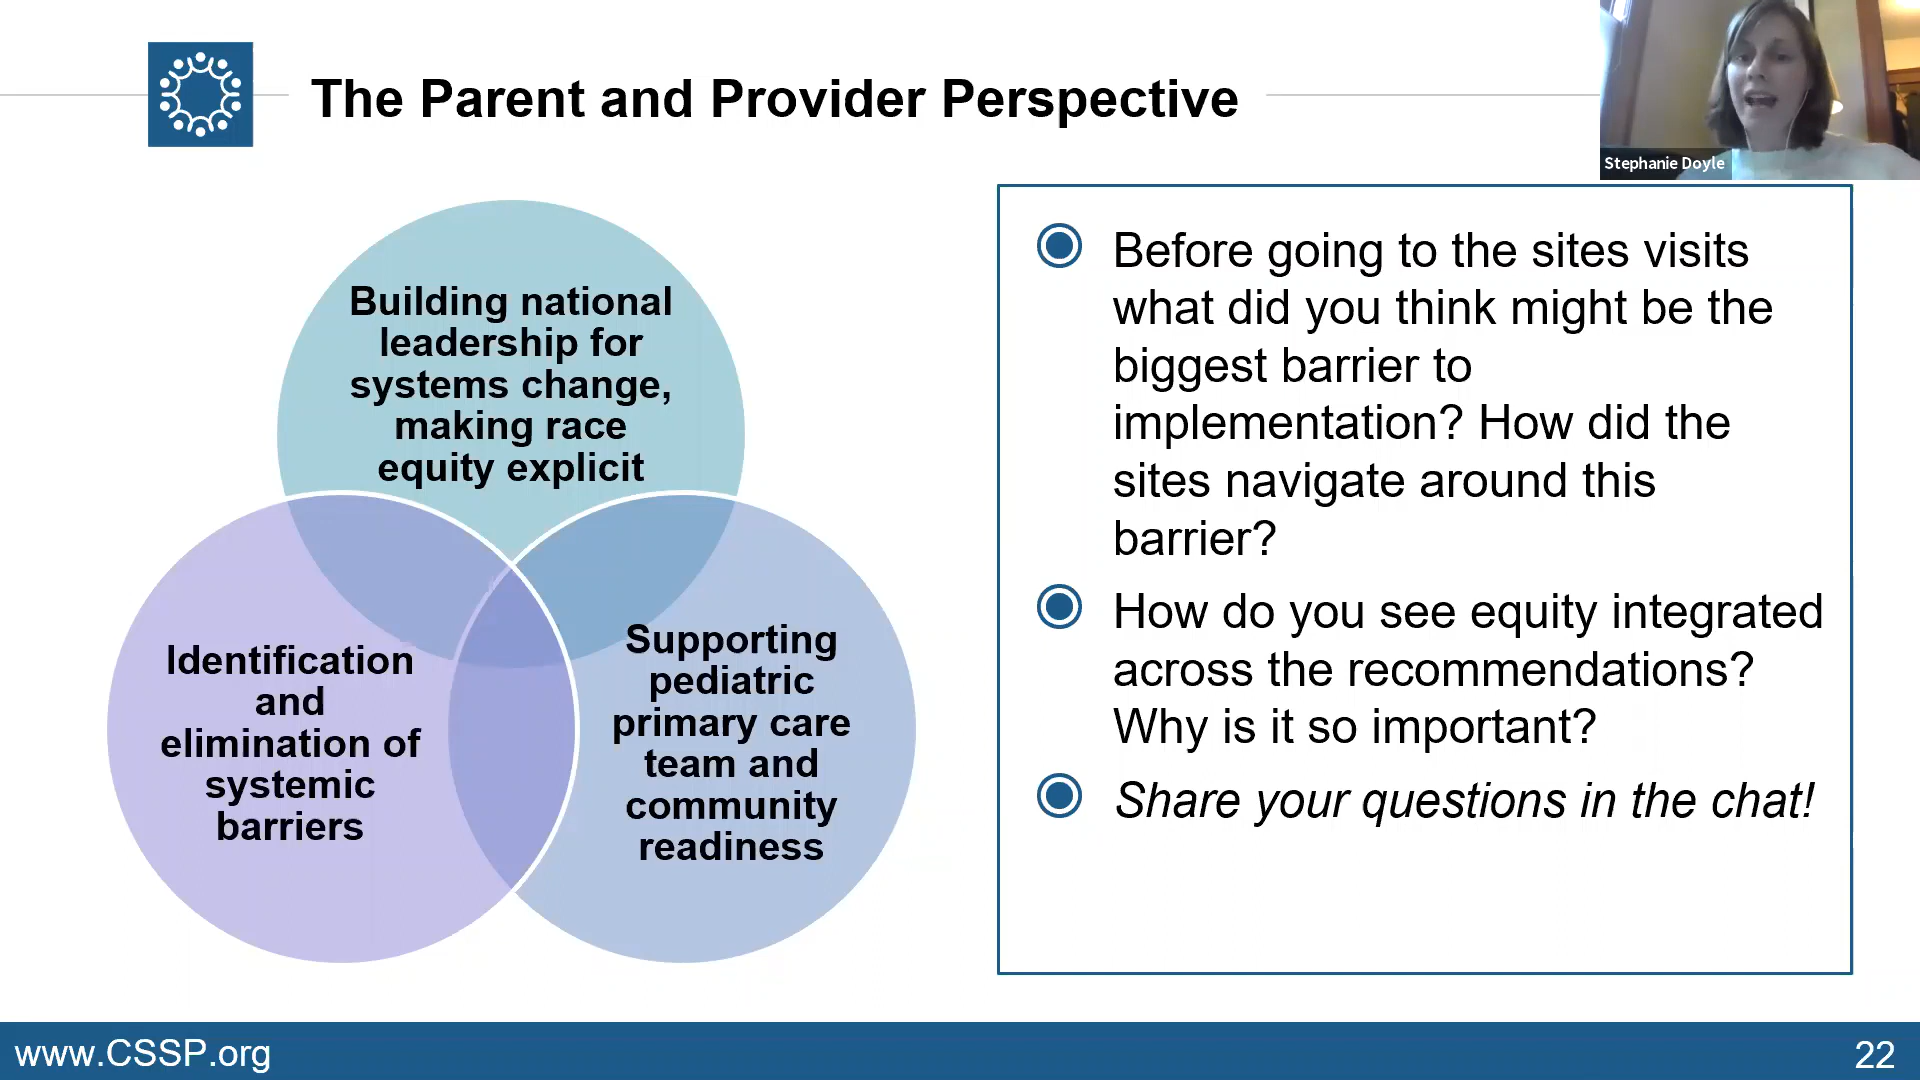 The Parent and Provider Perspective
Stephanie Doyle
Building national
leadership for
systems change,
making race
equity explicit
Identification
and
elimination of
systemic
barriers
Supporting
pediatric
primary care
team and
community
readiness
Before going to the sites visits
what did you think might be the
biggest barrier to
implementation? How did the
sites navigate around this
barrier?
How do you see equity integrated
across the recommendations?
Why is it so important?
Share your questions in the chat!
www.CSSP.org
22